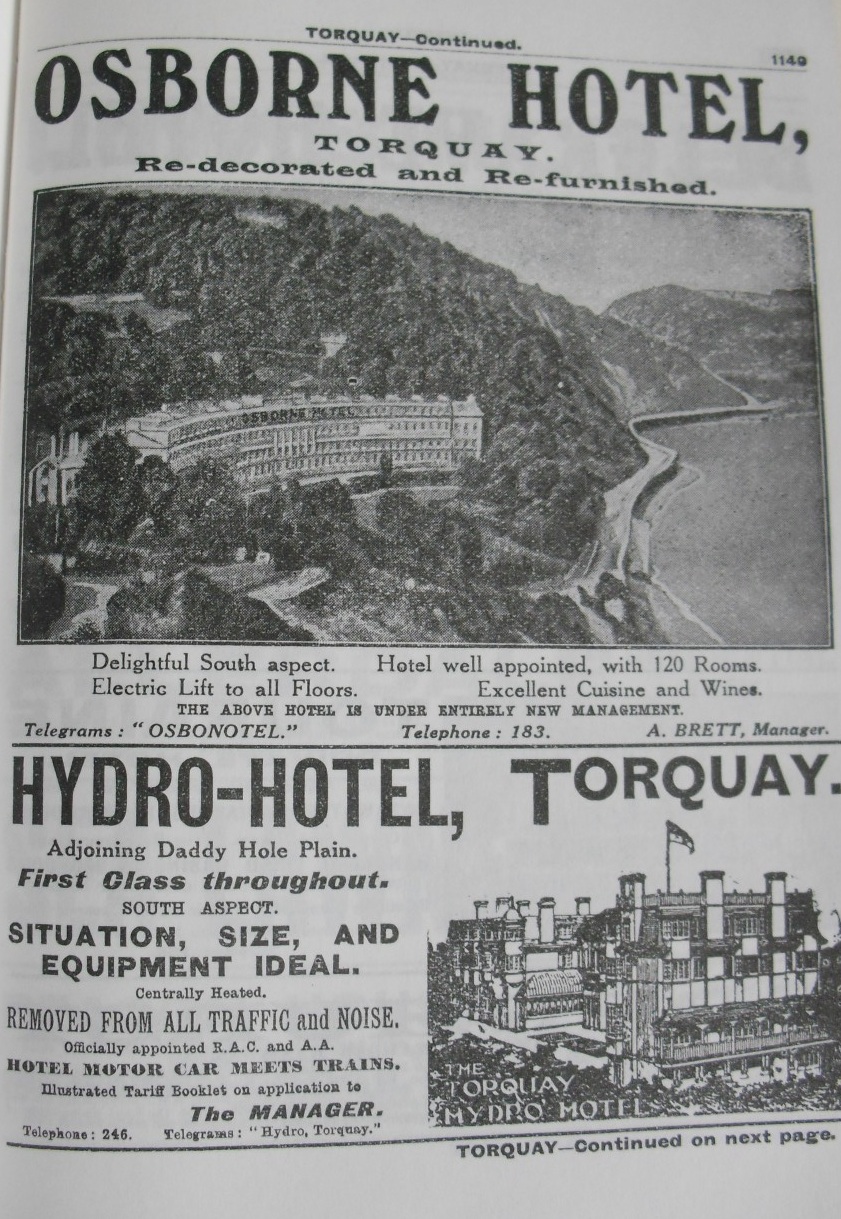 TORQUAY—Continued.
1149
OSBORNE HOTEL,
TORQUAY.
Re-decorated and Re-furnished.
OSBORNE HOTEL
Delightful South aspect. Hotel well appointed, with 120 Rooms.
Electric Lift to all Floors. Excellent Cuisine and Wines.
THE ABOVE HOTEL IS UNDER ENTIRELY NEW MANAGEMENT.
Telegrams: "OSBONOTEL." Telephone: 183. A. BRETT, Manager.
HYDRO-HOTEL, TORQUAY.
Adjoining Daddy Hole Plain.
First Class throughout.
SOUTH ASPECT.
SITUATION, SIZE, AND
EQUIPMENT IDEAL.
Centrally Heated.
REMOVED FROM ALL TRAFFIC and NOISE.
Officially appointed R.A.C. and A.A.
HOTEL MOTOR CAR MEETS TRAINS.
Illustrated Tariff Booklet on application to
The MANAGER.
Telephone: 246. Telegrams: "Hydro, Torquay."
THE
TORQUAY
HYDRO HOTEL
TORQUAY—Continued on next page.